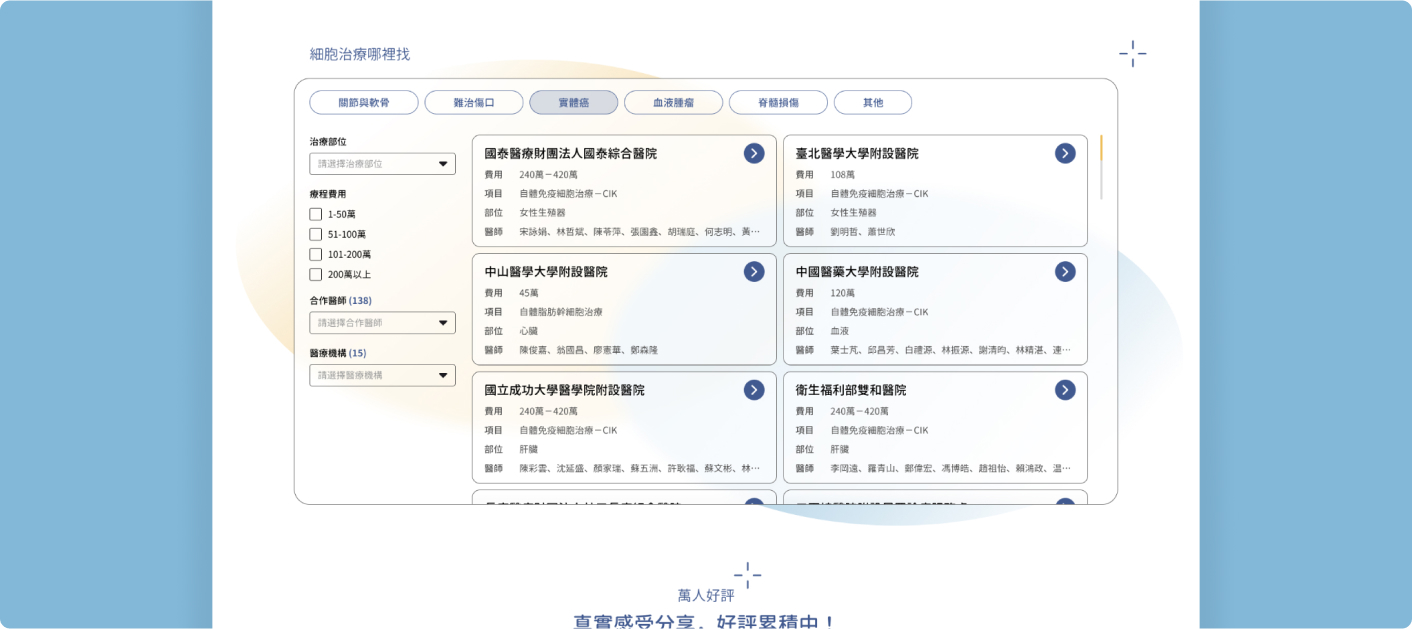 細胞治療哪裡找
關節與軟骨
難治傷口
實體癌
血液腫瘤
脊髓損傷
其他
治療部位
請選擇治療部位
療程費用
1-50萬
51-100萬
101-200萬
200萬以上
合作醫師 (138)
請選擇合作醫師
醫療機構 (15)
請選擇醫療機構
國泰醫療財團法人國泰綜合醫院
費用 240萬－420萬
項目 自體免疫細胞治療－CIK
部位 女性生殖器
醫師 宋詠娟、林哲斌、陳苓萍、張圖鑫、胡瑞庭、何志明、黃…
臺北醫學大學附設醫院
費用 108萬
項目 自體免疫細胞治療－CIK
部位 女性生殖器
醫師 劉明哲、蕭世欣
中山醫學大學附設醫院
費用 45萬
項目 自體脂肪幹細胞治療
部位 心臟
醫師 陳俊嘉、翁國昌、廖憲華、鄭森隆
中國醫藥大學附設醫院
費用 120萬
項目 自體免疫細胞治療－CIK
部位 血液
醫師 葉士芃、邱昌芳、白禮源、林振源、謝清昀、林精湛、連…
國立成功大學醫學院附設醫院
費用 240萬－420萬
項目 自體免疫細胞治療－CIK
部位 肝臟
醫師 陳彩雲、沈延盛、顏家瑞、蘇五洲、許耿福、蘇文彬、林…
衛生福利部雙和醫院
費用 240萬－420萬
項目 自體免疫細胞治療－CIK
部位 肝臟
醫師 李岡遠、羅青山、鄭偉宏、馮博皓、趙祖怡、賴鴻政、溫…
萬人好評
真實感受分享，好評累積中！